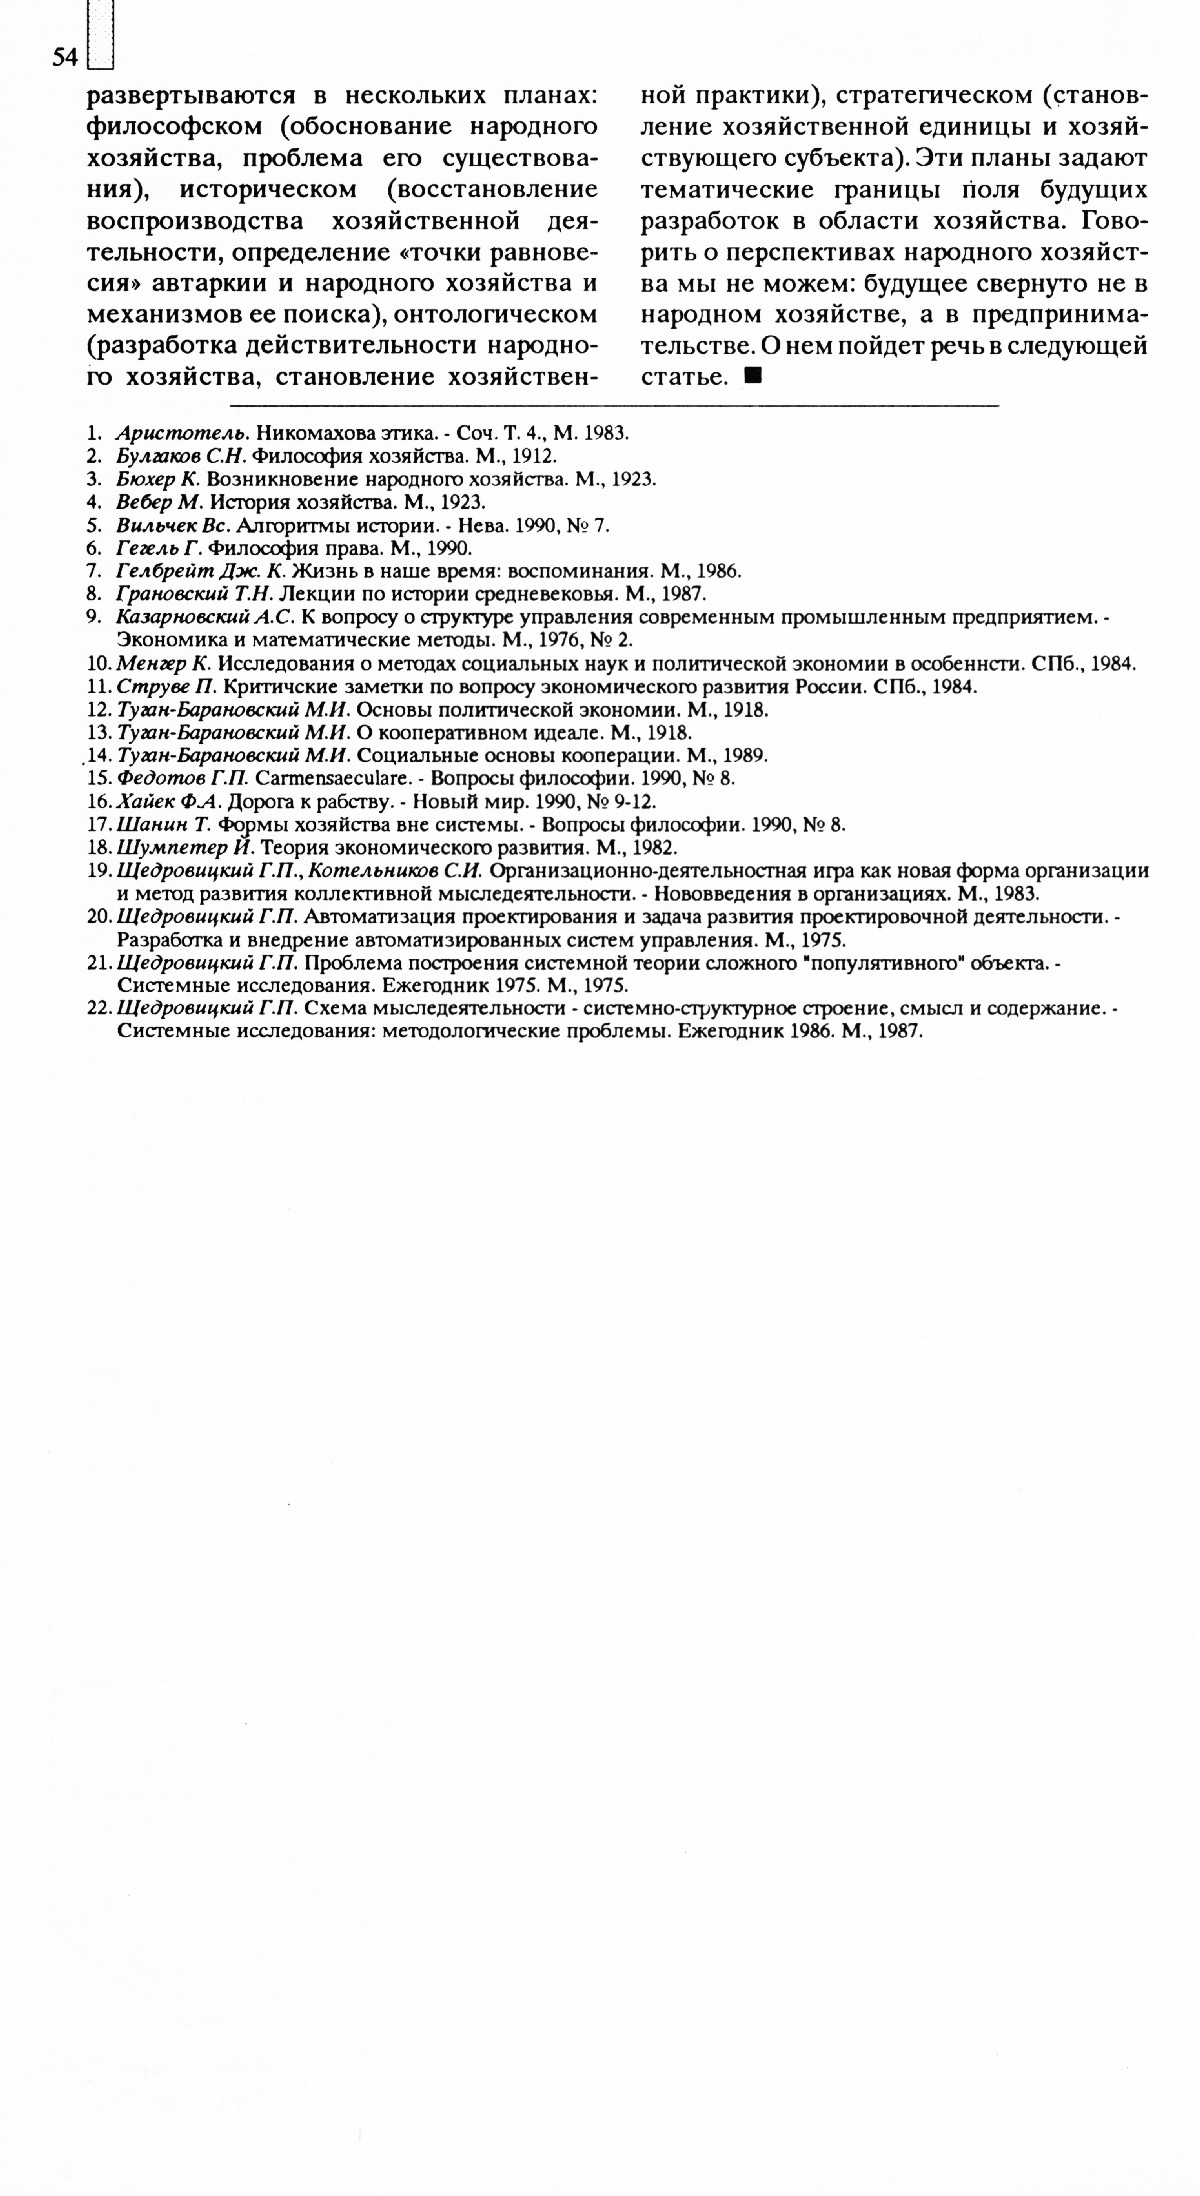 54
развертываются в нескольких планах:
философском (обоснование народного
хозяйства, проблема его существова-
ния), историческом (восстановление
воспроизводства хозяйственной дея-
тельности, определение «точки равнове-
сия» автаркии и народного хозяйства и
механизмов ее поиска), онтологическом
(разработка действительности народно-
го хозяйства, становление хозяйствен-
ной практики), стратегическом (станов-
ление хозяйственной единицы и хозяй-
ствующего субъекта). Эти планы задают
тематические границы поля будущих
разработок в области хозяйства. Гово-
рить о перспективах народного хозяйст-
ва мы не можем: будущее свернуто не в
народном хозяйстве, а в предпринима-
тельстве. О нем пойдет речь в следующей
статье. ■
1. Аристотель. Никомахова этика. - Соч. Т. 4., М. 1983.
2. Булгаков С.Н. Философия хозяйства. М., 1912.
3. Бюхер К. Возникновение народного хозяйства. М., 1923.
4. Вебер М. История хозяйства. М., 1923.
5. Вильчек Вс. Алгоритмы истории. - Нева. 1990, № 7.
6. Гегель Г. Философия права. М., 1990.
7. Гелбрейт Дж. К. Жизнь в наше время: воспоминания. М., 1986.
8. Грановский Т.Н. Лекции по истории средневековья. М., 1987.
9. Казарновский А.С. К вопросу о структуре управления современным промышленным предприятием. -
Экономика и математические методы. М., 1976, № 2.
10. Менгер К. Исследования о методах социальных наук и политической экономии в особеннсти. СПб., 1984.
11. Струве П. Критичские заметки по вопросу экономического развития России. СПб., 1984.
12. Туган-Барановский М.И. Основы политической экономии. М., 1918.
13. Туган-Барановский М.И. О кооперативном идеале. М., 1918.
14. Туган-Барановский М.И. Социальные основы кооперации. М., 1989.
15. Федотов Г.П. Carmensaeculare. - Вопросы философии. 1990, № 8.
16. Хайек Ф.А. Дорога к рабству. - Новый мир. 1990, № 9-12.
17. Шанин Т. Формы хозяйства вне системы. - Вопросы философии. 1990, № 8.
18. Шумпетер Й. Теория экономического развития. М., 1982.
19. Щедровицкий Г.П., Котельников С.И. Организационно-деятельностная игра как новая форма организации
и метод развития коллективной мыследеятельности. - Нововведения в организациях. М., 1983.
20. Щедровицкий Г.П. Автоматизация проектирования и задача развития проектировочной деятельности. -
Разработка и внедрение автоматизированных систем управления. М., 1975.
21. Щедровицкий Г.П. Проблема построения системной теории сложного "популятивного" объекта. -
Системные исследования. Ежегодник 1975. М., 1975.
22. Щедровицкий Г.П. Схема мыследеятельности - системно-структурное строение, смысл и содержание. -
Системные исследования: методологические проблемы. Ежегодник 1986. М., 1987.